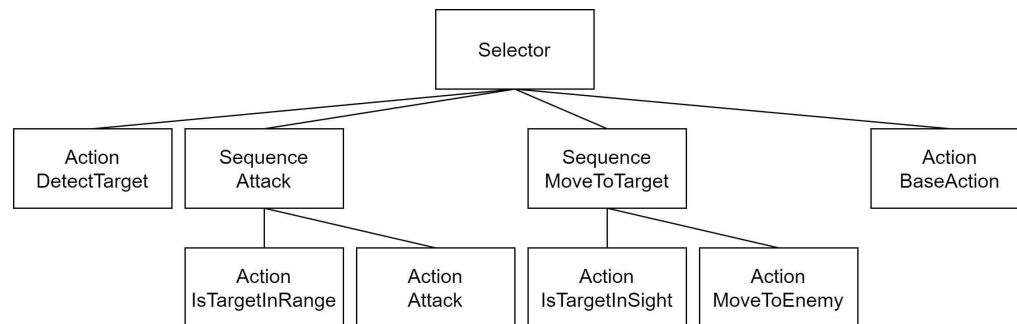 Selector
Action
DetectTarget
Sequence
Attack
Sequence
MoveToTarget
Action
BaseAction
Action
IsTargetInRange
Action
Attack
Action
IsTargetInSight
Action
MoveToEnemy